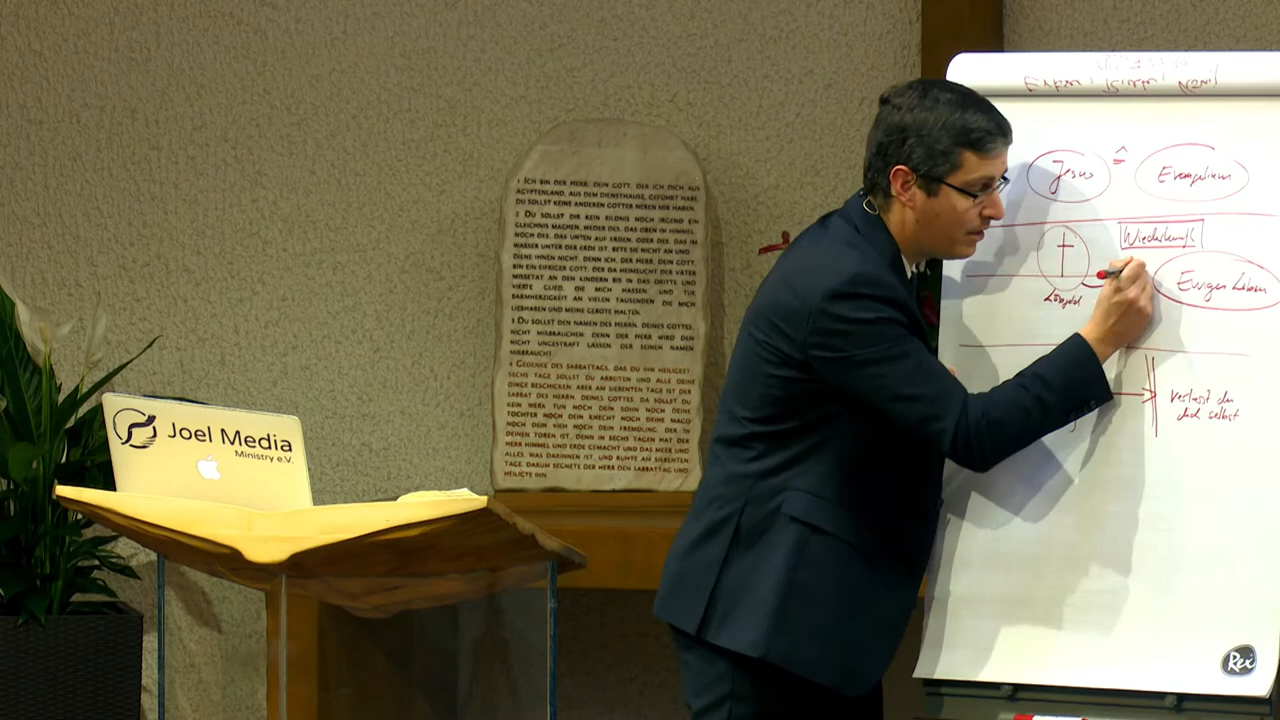 Joel Media
Ministry e.V.
1 ICH BIN DER HERR, DEIN GOTT, DER ICH DICH AUS
ÄGYPTENLAND, AUS DEM DIENSTHAUSE, GEFÜHRT HABE
DU SOLLST KEINE ANDEREN GÖTTER NEBEN MIR HABEN.
2 DU SOLLST DIR KEIN BILDNIS NOCH IRGEND EIN
GLEICHNIS MACHEN, WEDER DES, DAS OBEN IM HIMMEL,
NOCH DES, DAS UNTEN AUF ERDEN, ODER DES, DAS IM
WASSER UNTER DER ERDE IST. BETE SIE NICHT AN UND
DIENE IHNEN NICHT. DENN ICH, DER HERR, DEIN GOTT,
BIN EIN EIFRIGER GOTT, DER DA HEIMSUCHT DER VÄTER
MISSETAT AN DEN KINDERN BIS IN DAS DRITTE UND
VIERTE GLIED, DIE MICH HASSEN, UND TUE
BARMHERZIGKEIT AN VIELEN TAUSENDEN DIE MICH
LIEBHABEN UND MEINE GEBOTE HALTEN.
3 DU SOLLST DEN NAMEN DES HERRN, DEINES GOTTES,
NICHT MIßBRAUCHEN; DENN DER HERR WIRD DEN
NICHT UNGESTRAFT LASSEN, DER SEINEN NAMEN
MIßBRAUCHT.
4 GEDENKE DES SABBATTAGS, DAß DU IHN HEILIGEST
SECHS TAGE SOLLST DU ARBEITEN UND ALLE DEINE
DINGE BESCHICKEN, ABER AM SIEBENTEN TAGE IST DER
SABBAT DES HERRN, DEINES GOTTES, DA SOLLST DU
KEIN WERK TUN NOCH DEIN SOHN NOCH DEINE
TOCHTER NOCH DEIN KNECHT NOCH DEINE MAGD
NOCH DEIN VIEH NOCH DEIN FREMDLING, DER IN
DEINEN TOREN IST. DENN IN SECHS TAGEN HAT DER
HERR HIMMEL UND ERDE GEMACHT UND DAS MEER UND
ALLES, WAS DARINNEN IST, UND RUHTE AM SIEBENTEN
TAGE. DARUM SEGNETE DER HERR DEN SABBATTAG UND
HEILIGTE IHN
Jesus ≙ Evangelium
Wiederkunft
Ewiges Leben
Lösegeld
verlässt
dich selbst
Rex